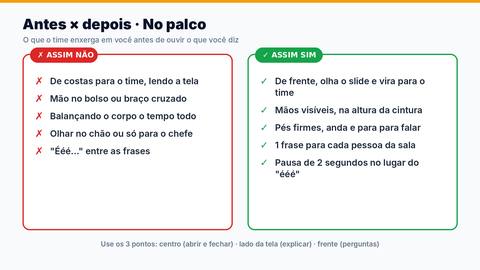 Antes × depois · No palco
O que o time enxerga em você antes de ouvir o que você diz
✗ ASSIM NÃO
✗ De costas para o time, lendo a tela
✗ Mão no bolso ou braço cruzado
✗ Balançando o corpo o tempo todo
✗ Olhar no chão ou só para o chefe
✗ "Ééé..." entre as frases
✓ ASSIM SIM
✓ De frente, olha o slide e vira para o
time
✓ Mãos visíveis, na altura da cintura
✓ Pés firmes, anda e para para falar
✓ 1 frase para cada pessoa da sala
✓ Pausa de 2 segundos no lugar do
"ééé"
Use os 3 pontos: centro (abrir e fechar) · lado da tela (explicar) · frente (perguntas)